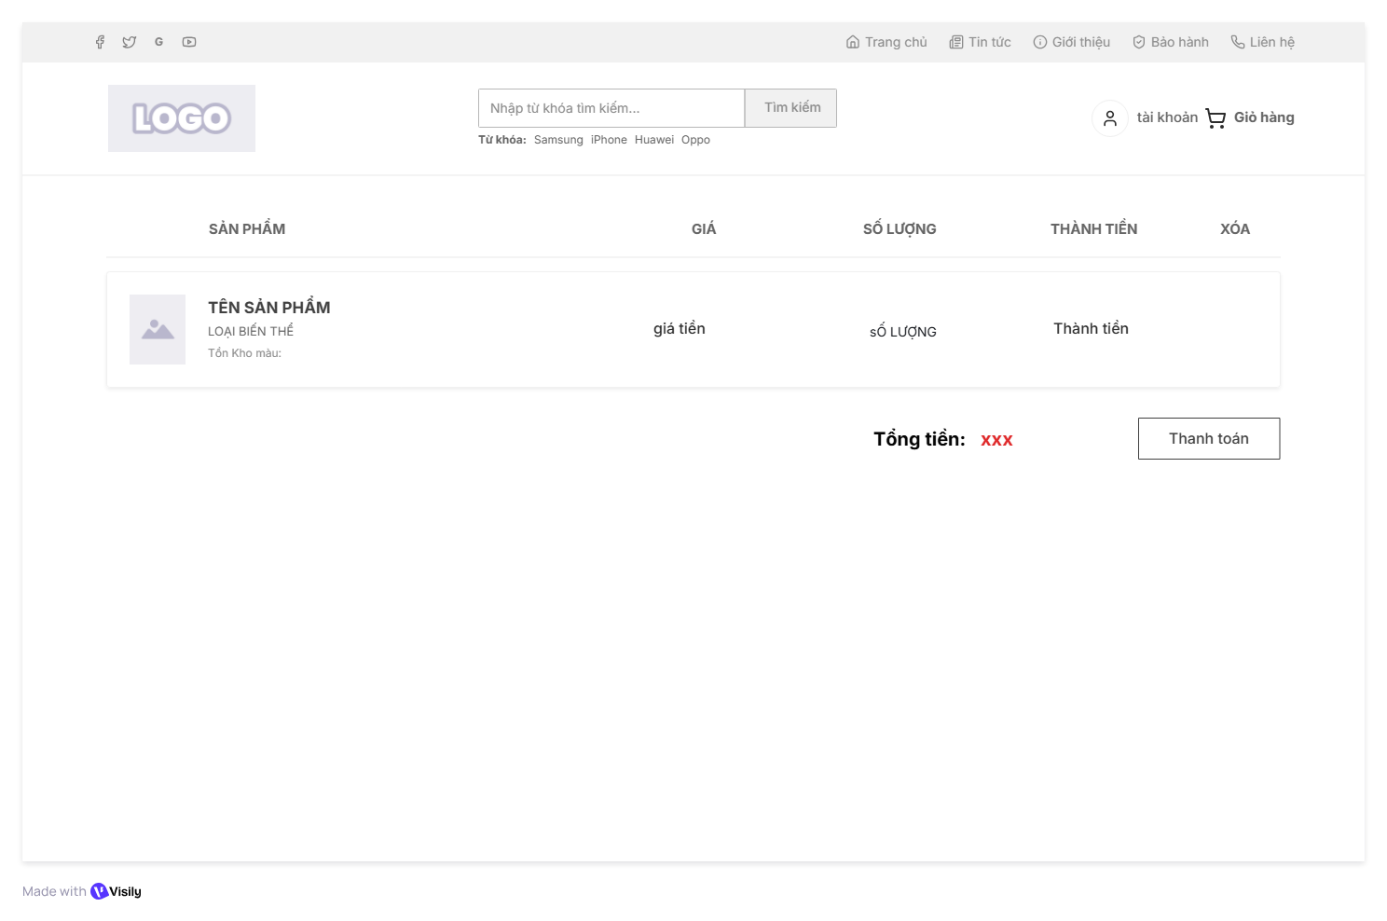 G
Trang chủ Tin tức Giới thiệu Bảo hành Liên hệ
LOGO
Nhập từ khóa tìm kiếm... Tìm kiếm
Từ khóa: Samsung iPhone Huawei Oppo
tài khoản Giỏ hàng
SẢN PHẨM GIÁ SỐ LƯỢNG THÀNH TIỀN XÓA
TÊN SẢN PHẨM
LOẠI BIẾN THẾ
Tồn Kho màu:
giá tiền sỐ LƯỢNG Thành tiền
Tổng tiền: xxx Thanh toán
Made with Visily